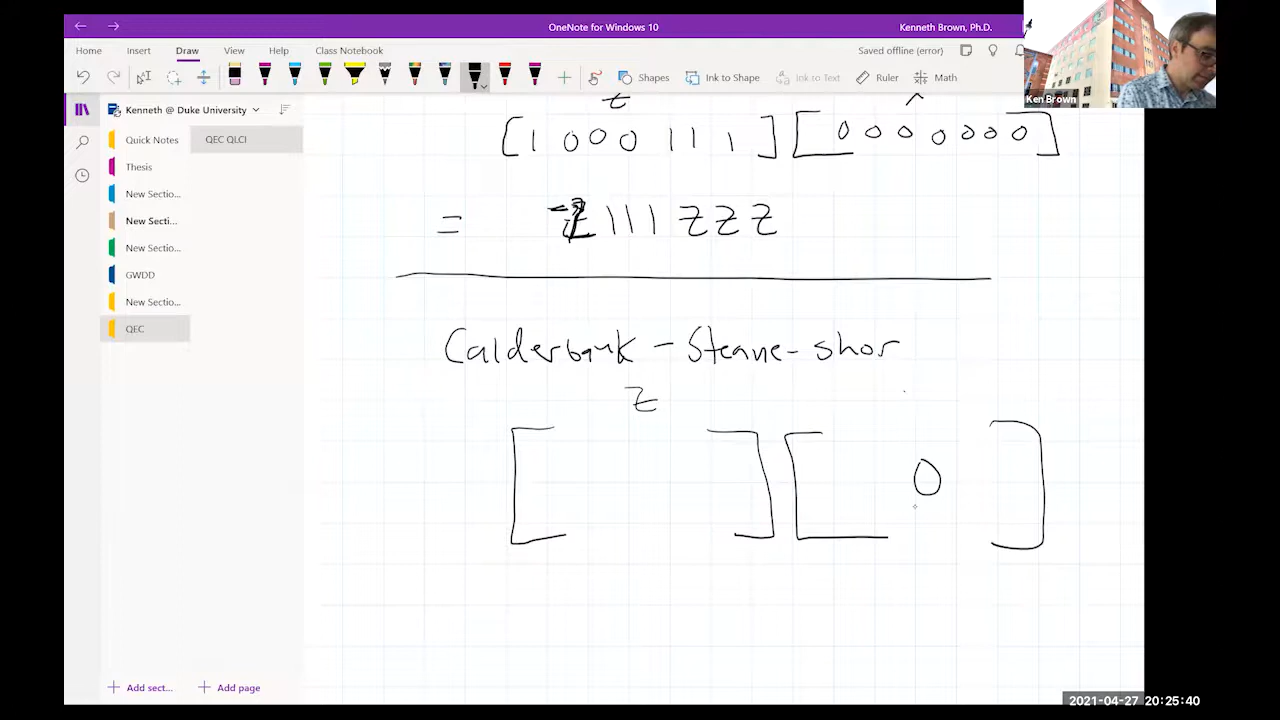 OneNote for Windows 10
Kenneth Brown, Ph.D.
Home Insert Draw View Help Class Notebook
Saved offline (error)
Shapes Ink to Shape Ink to Text Ruler Math
Ken Brown
Kenneth @ Duke University
QEC QLCI
Quick Notes
Thesis
New Sectio...
New Secti...
New Sectio...
GWDD
New Sectio...
QEC
Add sect... Add page
[1 0 0 0 1 1 1] [0 0 0 0 0 0 0]
= 111 Z Z Z
Calderbank - Steane - shor
Z
[ ] [ 0 ]
2021-04-27 20:25:40